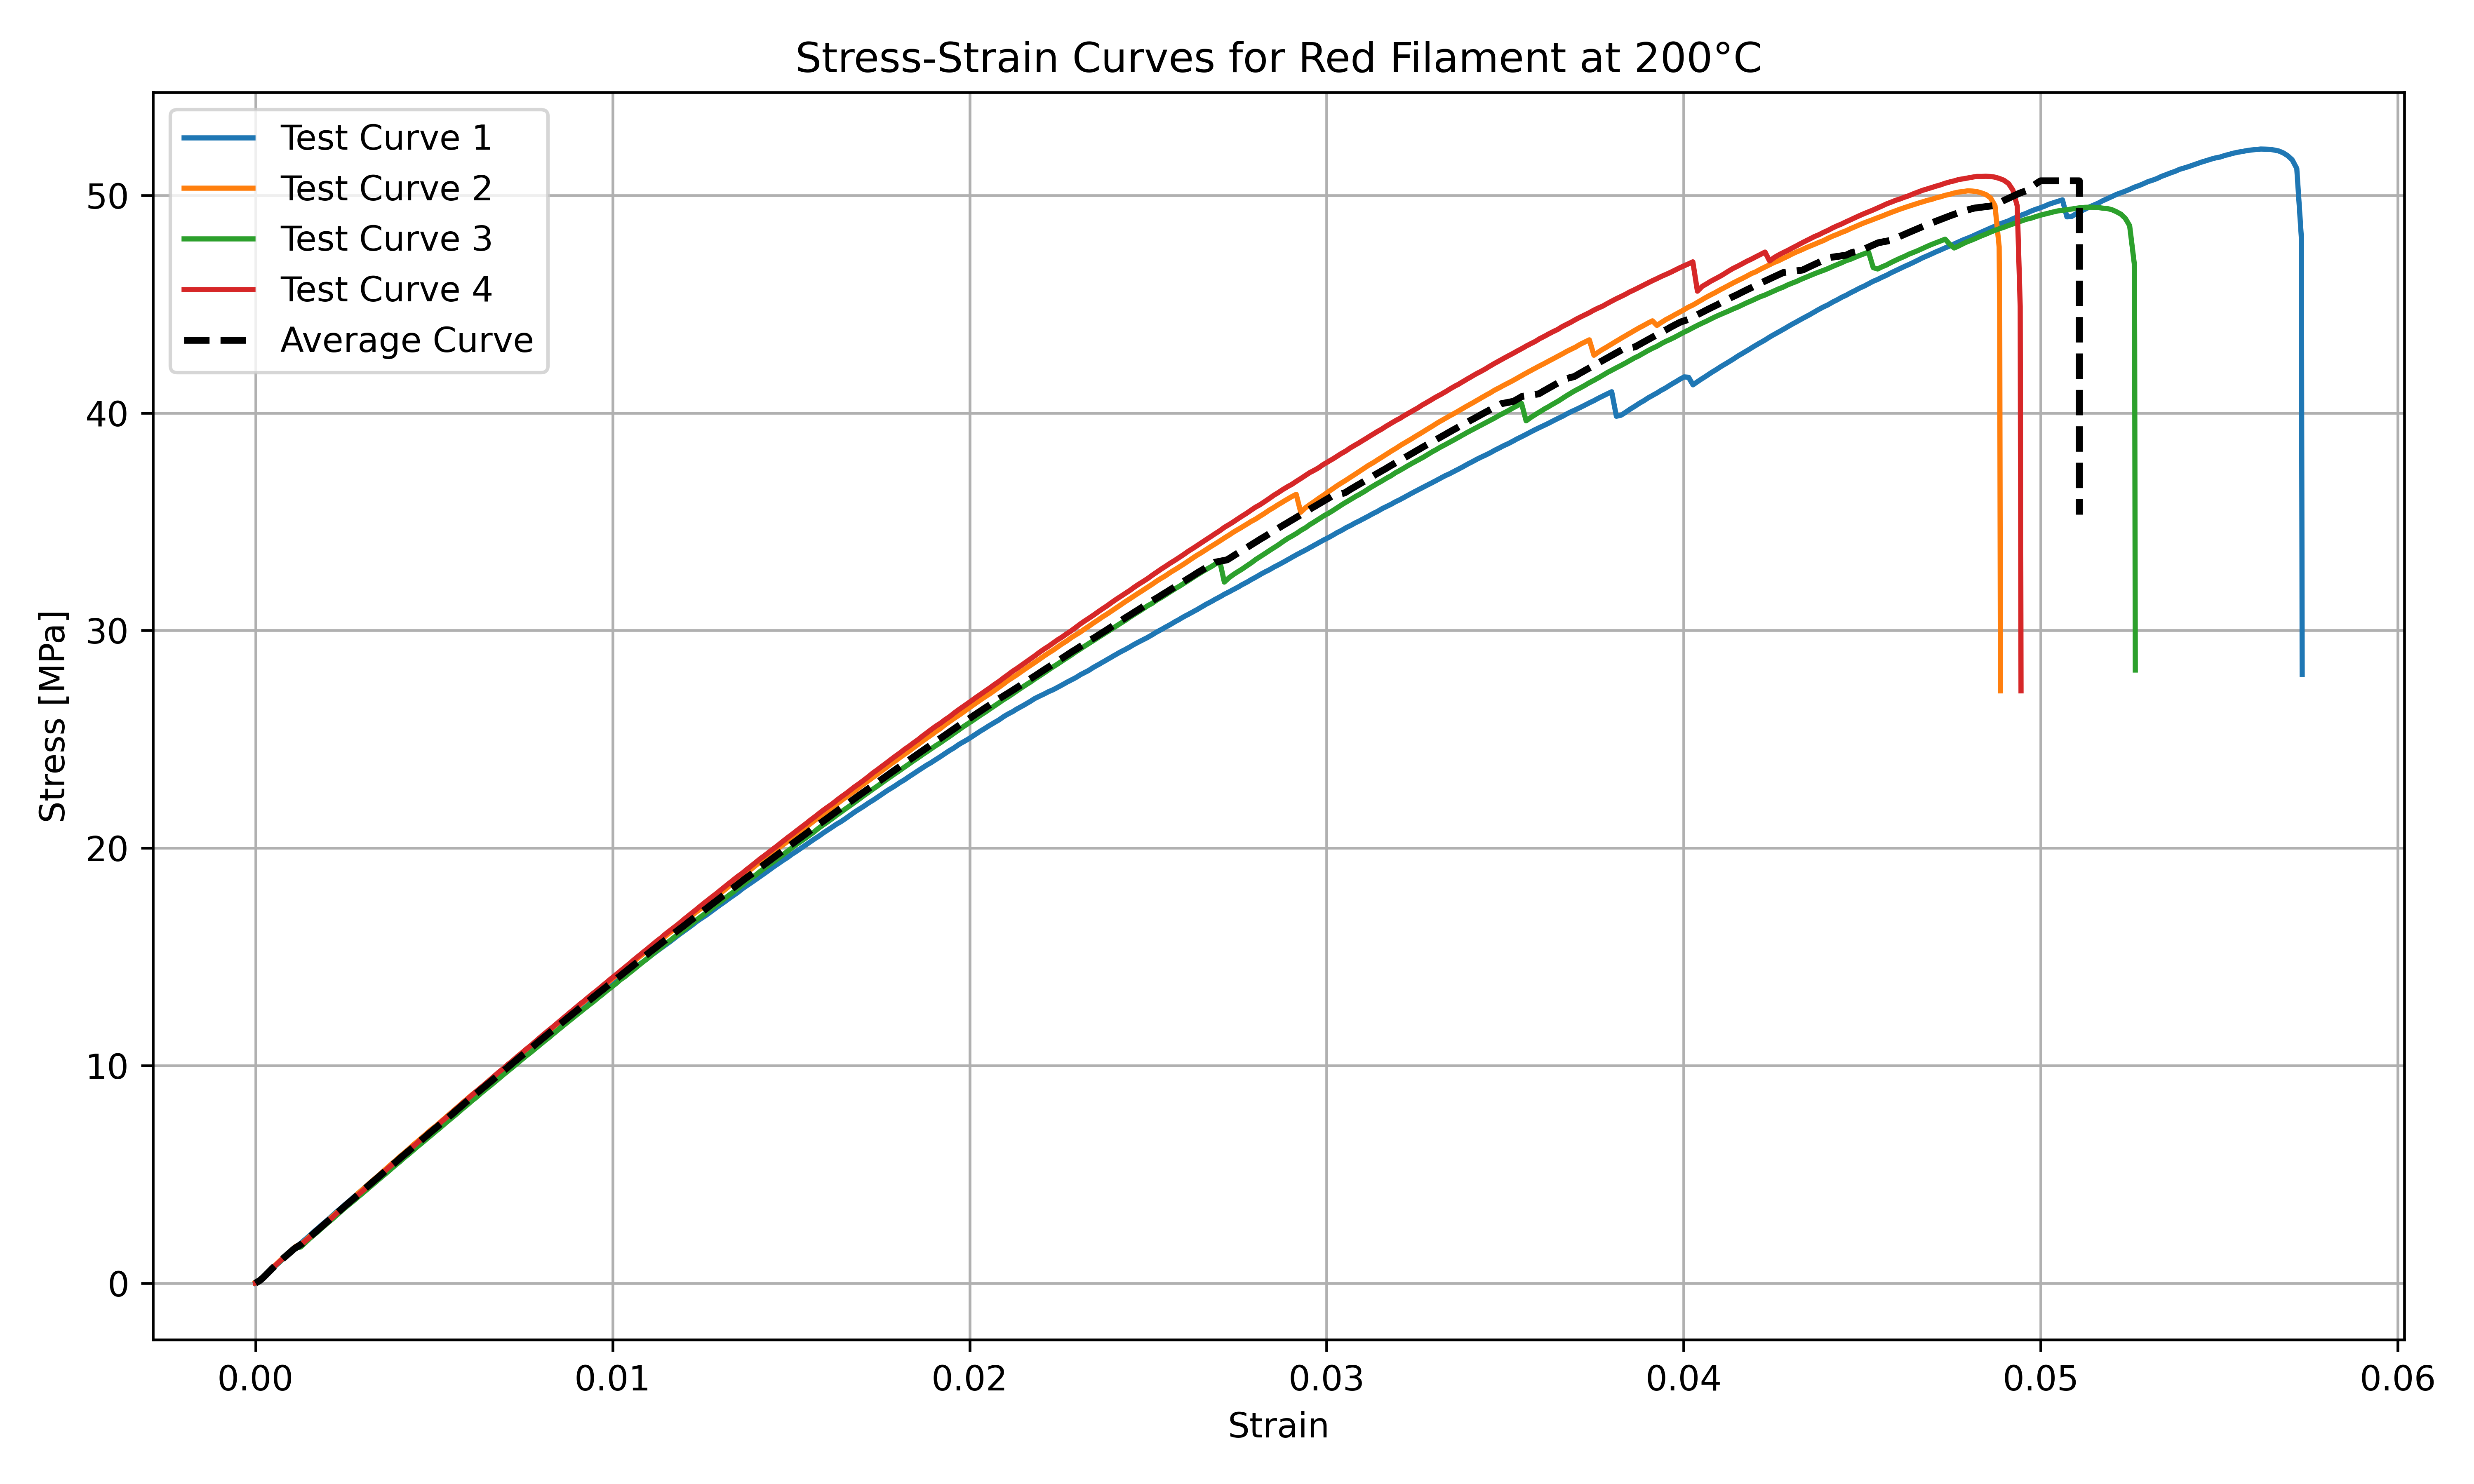 Stress-Strain Curves for Red Filament at 200°C
Test Curve 1
Test Curve 2
Test Curve 3
Test Curve 4
Average Curve
50
40
30
20
10
0
Stress [MPa]
0.00 0.01 0.02 0.03 0.04 0.05 0.06
Strain